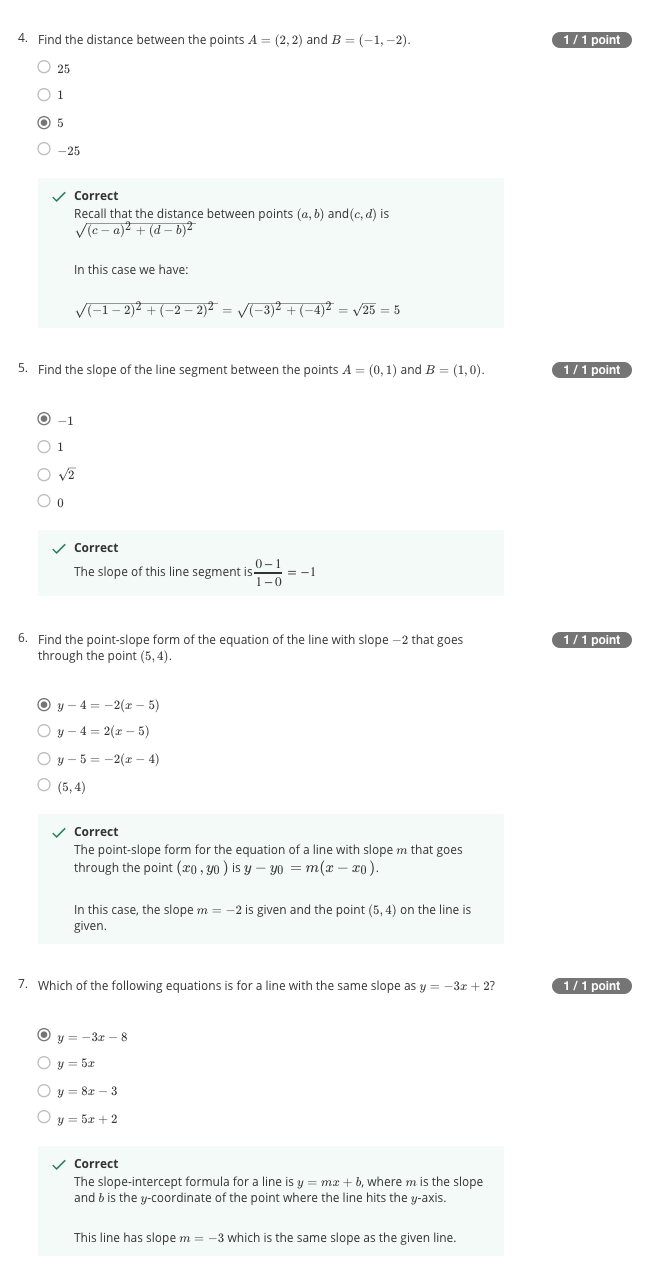 4. Find the distance between the points A = (2, 2) and B = (−1, −2). 1 / 1 point
25
1
5
−25
Correct
Recall that the distance between points (a, b) and(c, d) is
√(c − a)² + (d − b)²
In this case we have:
√(−1 − 2)² + (−2 − 2)² = √(−3)² + (−4)² = √25 = 5
5. Find the slope of the line segment between the points A = (0, 1) and B = (1, 0). 1 / 1 point
−1
1
√2
0
Correct
The slope of this line segment is (0−1)/(1−0) = −1
6. Find the point-slope form of the equation of the line with slope −2 that goes 1 / 1 point
through the point (5, 4).
y − 4 = −2(x − 5)
y − 4 = 2(x − 5)
y − 5 = −2(x − 4)
(5, 4)
Correct
The point-slope form for the equation of a line with slope m that goes
through the point (x₀, y₀) is y − y₀ = m(x − x₀).
In this case, the slope m = −2 is given and the point (5, 4) on the line is
given.
7. Which of the following equations is for a line with the same slope as y = −3x + 2? 1 / 1 point
y = −3x − 8
y = 5x
y = 8x − 3
y = 5x + 2
Correct
The slope-intercept formula for a line is y = mx + b, where m is the slope
and b is the y-coordinate of the point where the line hits the y-axis.
This line has slope m = −3 which is the same slope as the given line.